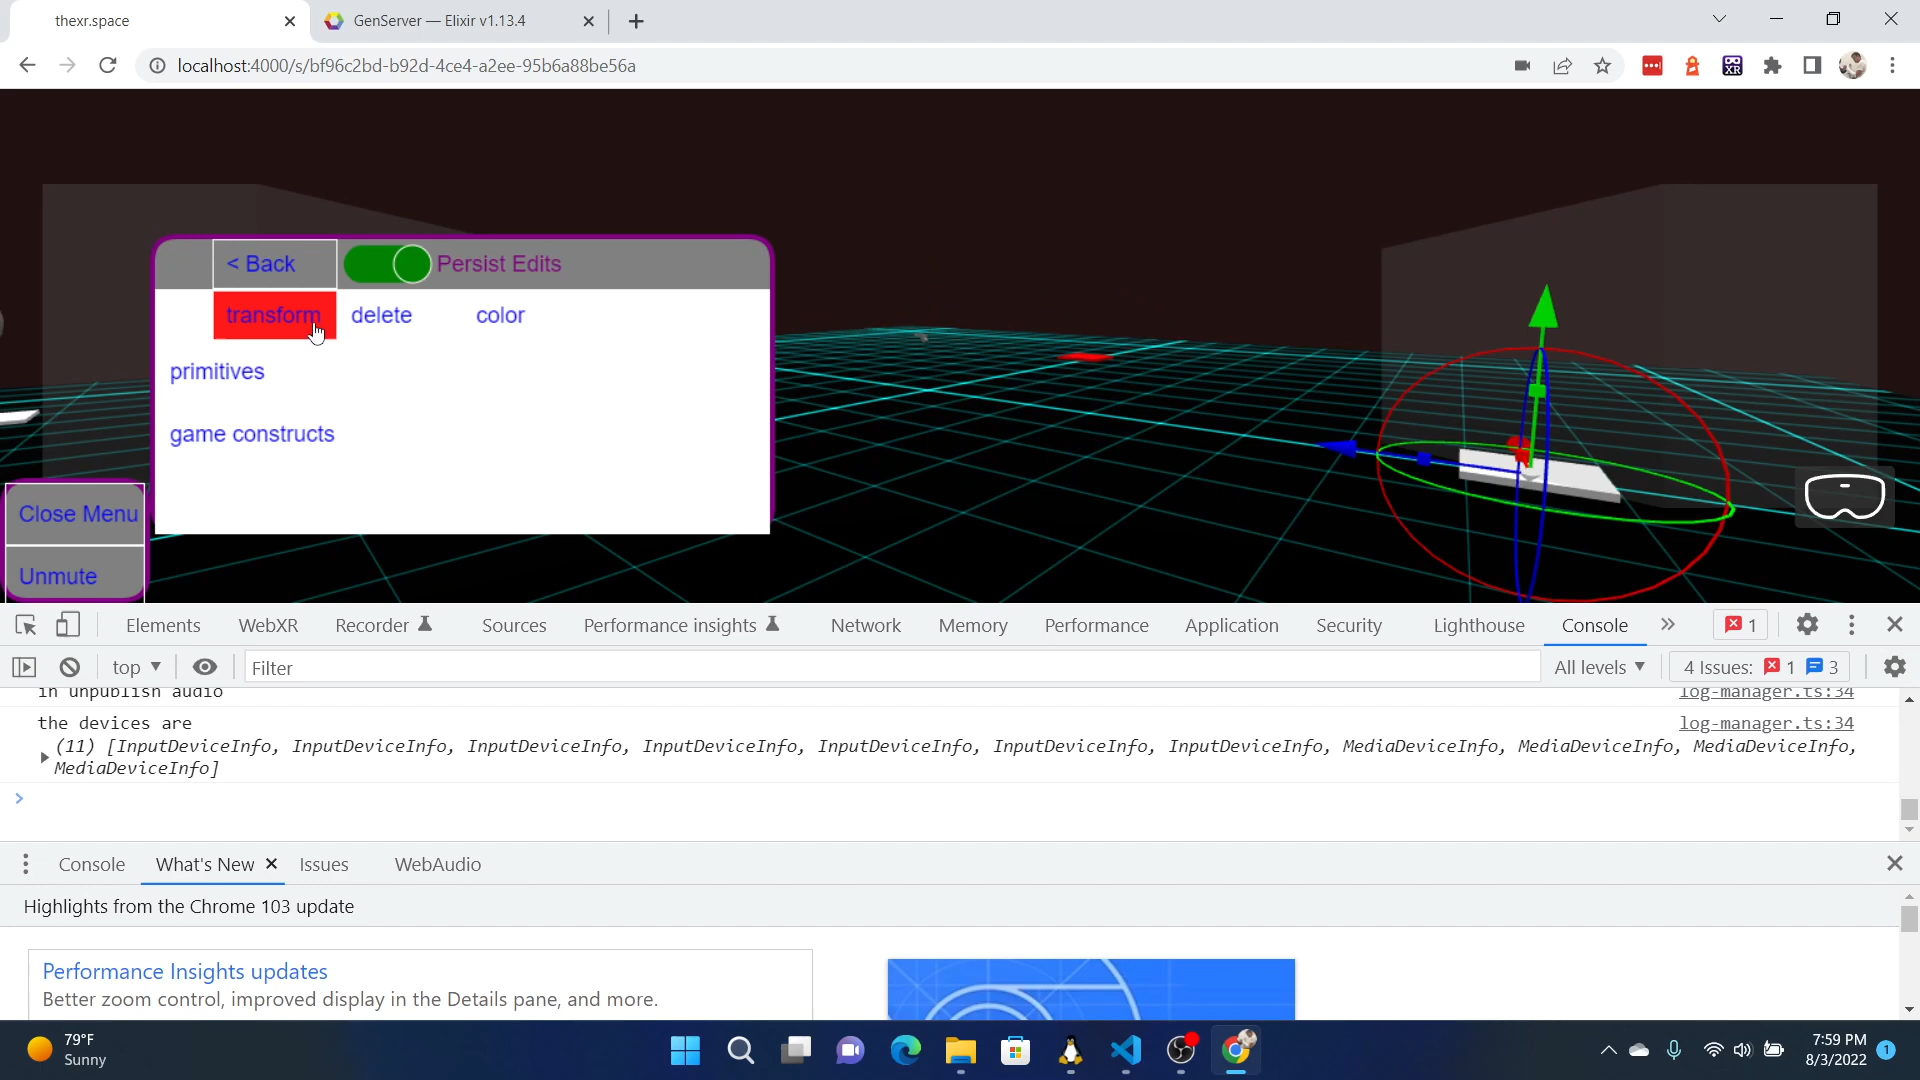 thexr.space
GenServer — Elixir v1.13.4
localhost:4000/s/bf96c2bd-b92d-4ce4-a2ee-95b6a88be56a
XR
< Back
Persist Edits
transform delete color
primitives
game constructs
Close Menu
Unmute
Elements WebXR Recorder Sources Performance insights Network Memory Performance Application Security Lighthouse Console » 1
top Filter All levels 4 Issues: 1 3
in unpublish audio log-manager.ts:34
the devices are log-manager.ts:34
(11) [InputDeviceInfo, InputDeviceInfo, InputDeviceInfo, InputDeviceInfo, InputDeviceInfo, InputDeviceInfo, InputDeviceInfo, MediaDeviceInfo, MediaDeviceInfo, MediaDeviceInfo,
MediaDeviceInfo]
>
Console What's New Issues WebAudio
Highlights from the Chrome 103 update
Performance Insights updates
Better zoom control, improved display in the Details pane, and more.
79°F
Sunny
7:59 PM
8/3/2022
1